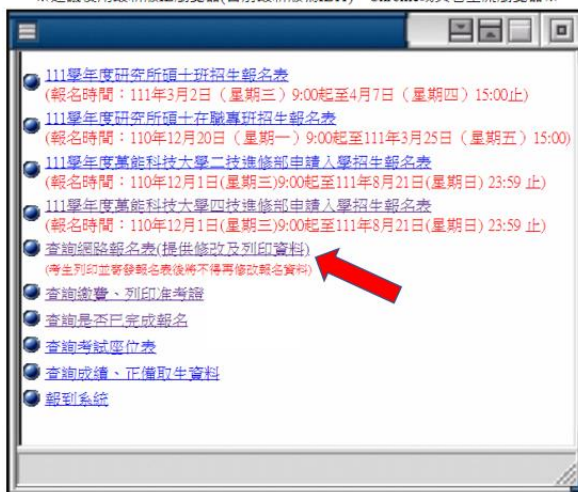 111學年度研究所碩士班招生報名表
(報名時間：111年3月2日（星期三）9:00起至4月7日（星期四）15:00止)
111學年度研究所碩士在職專班招生報名表
(報名時間：110年12月20日（星期一）9:00起至111年3月25日（星期五）15:00)
111學年度萬能科技大學二技進修部申請入學招生報名表
(報名時間：110年12月1日(星期三)9:00起至111年8月21日(星期日) 23:59 止)
111學年度萬能科技大學四技進修部申請入學招生報名表
(報名時間：110年12月1日(星期三)9:00起至111年8月21日(星期日) 23:59 止)
查詢網路報名表(提供修改及列印資料)
(考生列印並寄發報名表後將不得再修改報名資料)
查詢繳費、列印准考證
查詢是否已完成報名
查詢考試座位表
查詢成績、正備取生資料
報到系統